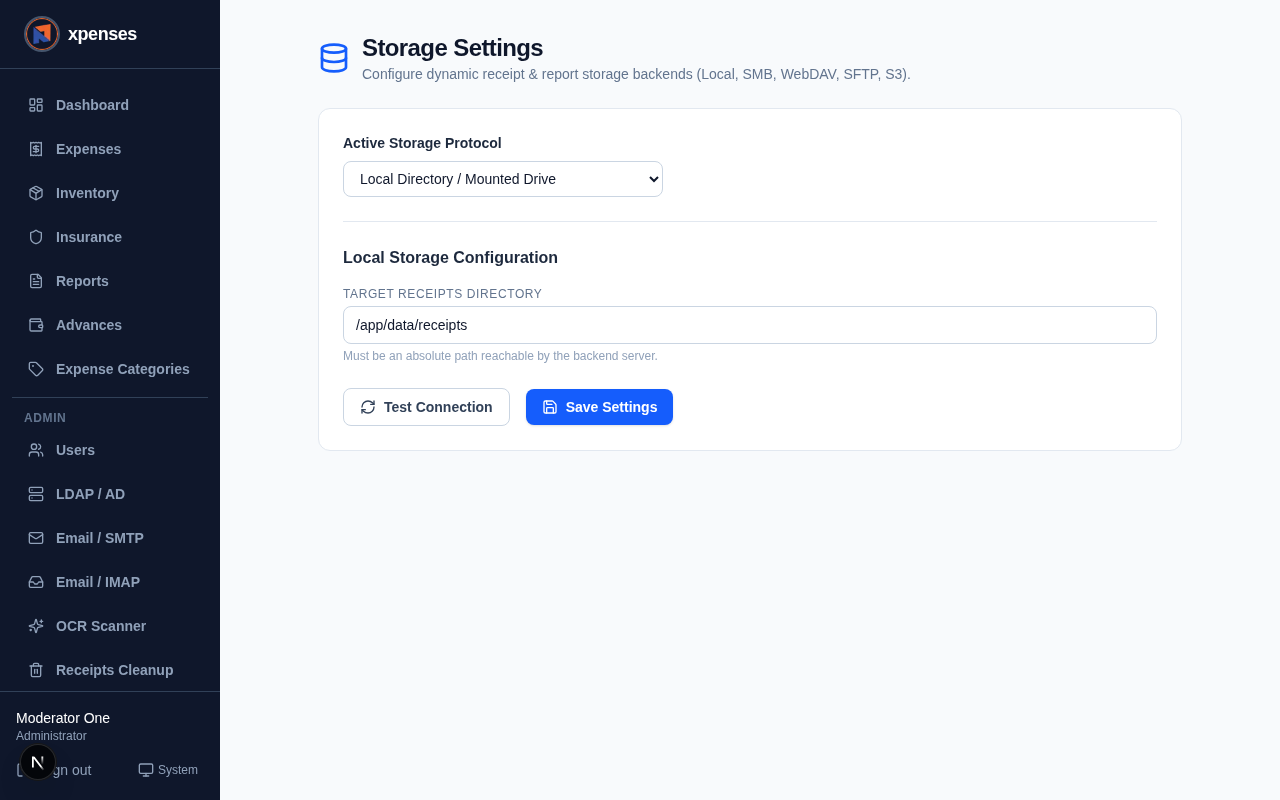 xpenses
Dashboard
Expenses
Inventory
Insurance
Reports
Advances
Expense Categories
ADMIN
Users
LDAP / AD
Email / SMTP
Email / IMAP
OCR Scanner
Receipts Cleanup
Moderator One
Administrator
gn out
System
Storage Settings
Configure dynamic receipt & report storage backends (Local, SMB, WebDAV, SFTP, S3).
Active Storage Protocol
Local Directory / Mounted Drive
Local Storage Configuration
TARGET RECEIPTS DIRECTORY
/app/data/receipts
Must be an absolute path reachable by the backend server.
Test Connection
Save Settings